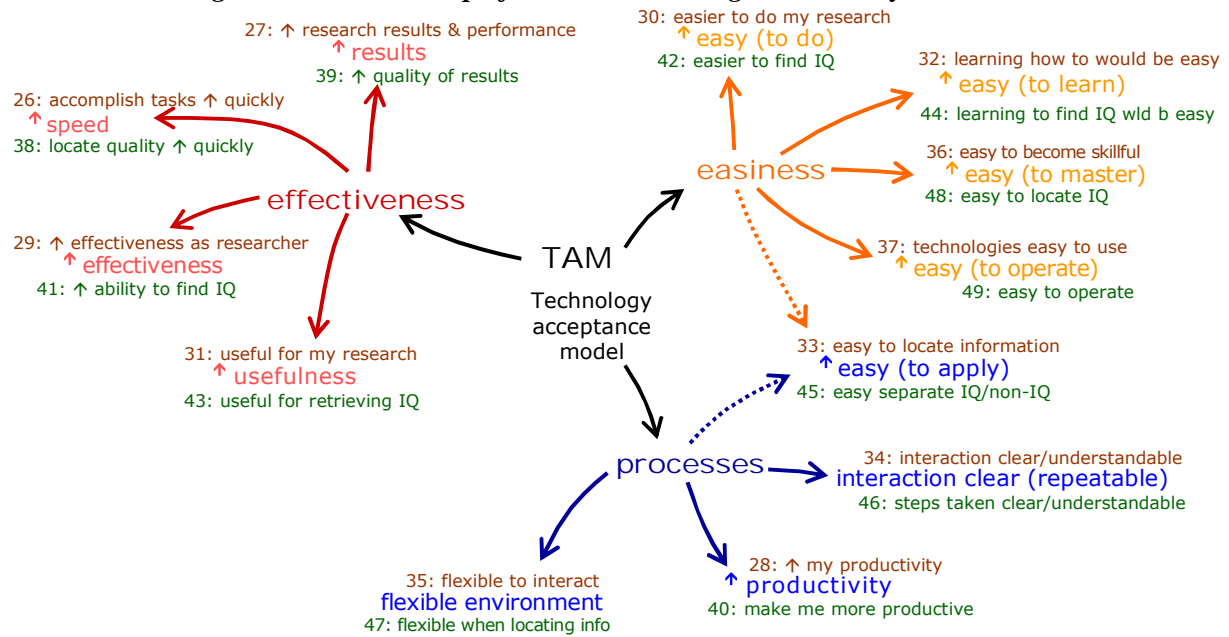 27: ↑ research results & performance
↑ results
39: ↑ quality of results
30: easier to do my research
↑ easy (to do)
42: easier to find IQ
32: learning how to would be easy
↑ easy (to learn)
44: learning to find IQ wld b easy
26: accomplish tasks ↑ quickly
↑ speed
38: locate quality ↑ quickly
36: easy to become skillful
↑ easy (to master)
48: easy to locate IQ
easiness
effectiveness
29: ↑ effectiveness as researcher
↑ effectiveness
41: ↑ ability to find IQ
TAM
Technology
acceptance
model
37: technologies easy to use
↑ easy (to operate)
49: easy to operate
31: useful for my research
↑ usefulness
43: useful for retrieving IQ
33: easy to locate information
↑ easy (to apply)
45: easy separate IQ/non-IQ
processes
34: interaction clear/understandable
interaction clear (repeatable)
46: steps taken clear/understandable
35: flexible to interact
flexible environment
47: flexible when locating info
28: ↑ my productivity
↑ productivity
40: make me more productive